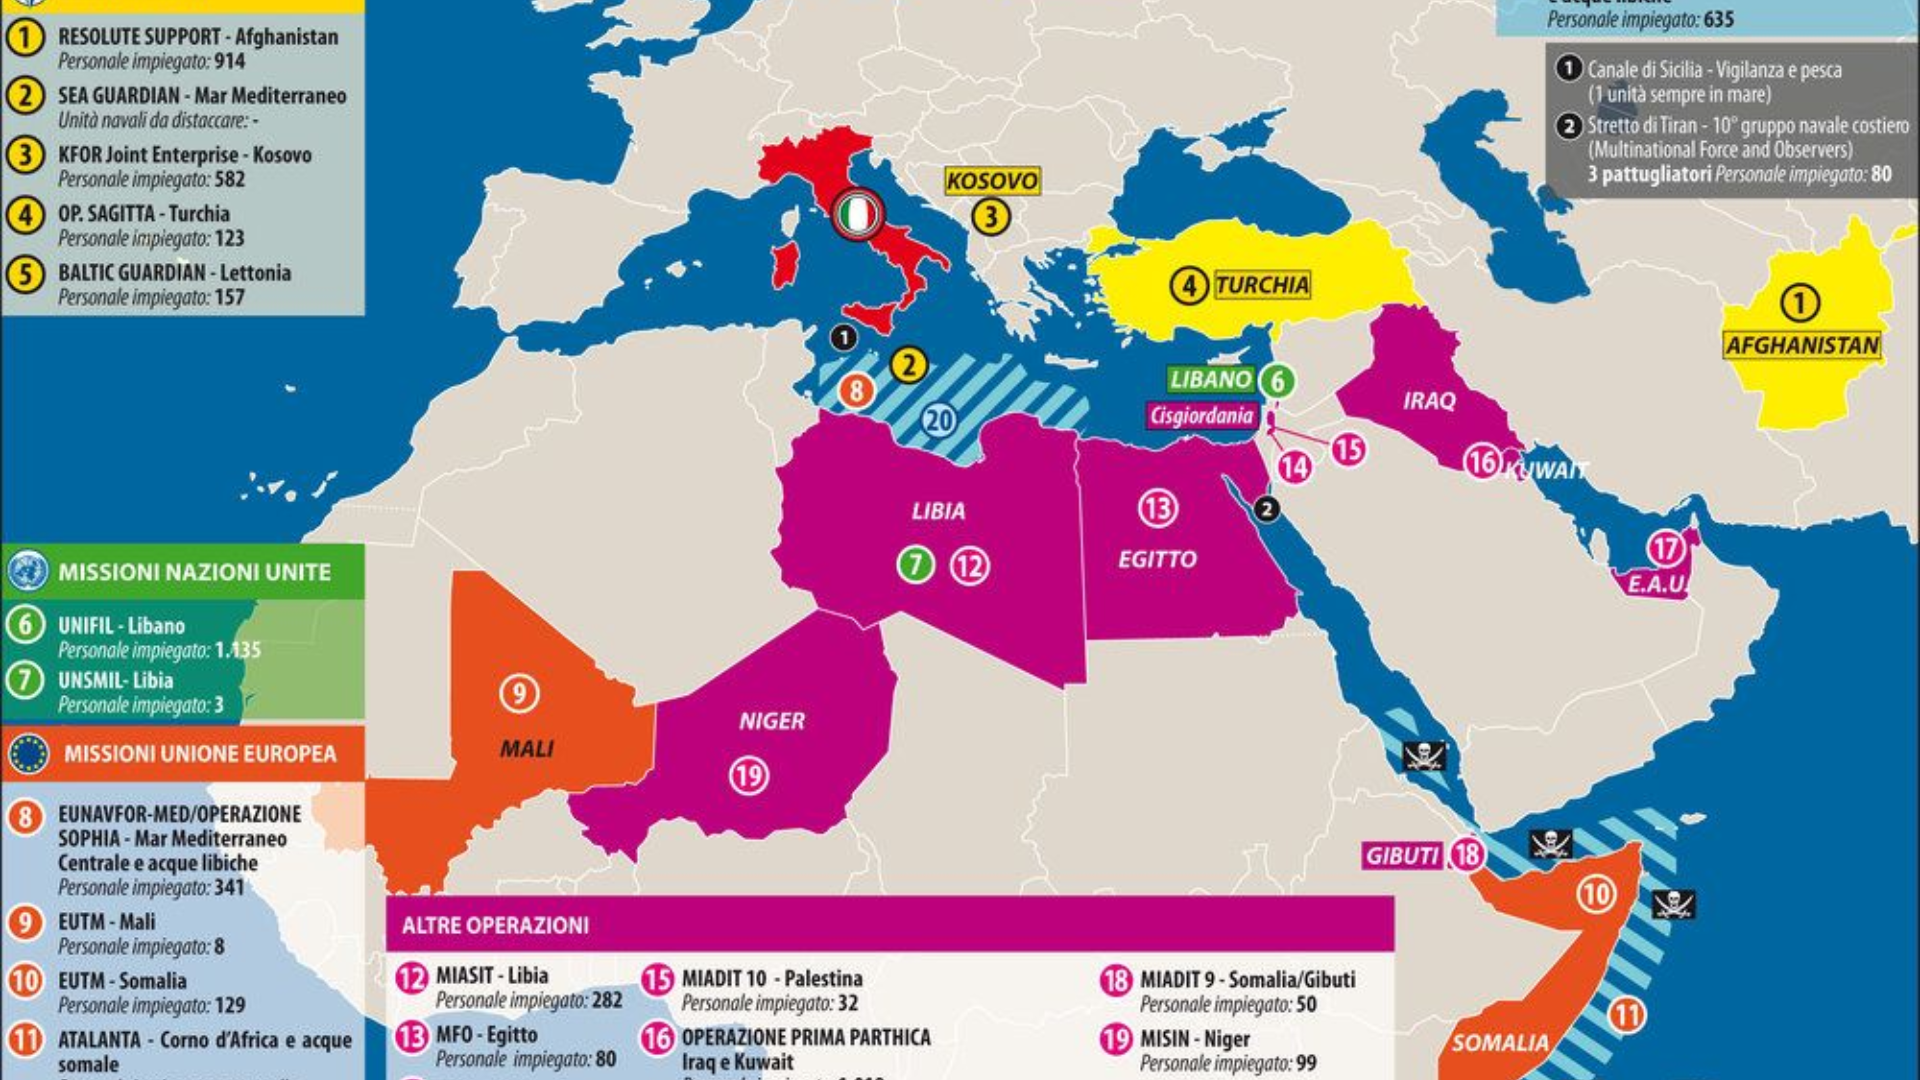 1 RESOLUTE SUPPORT - Afghanistan
Personale impiegato: 914
2 SEA GUARDIAN - Mar Mediterraneo
Unità navali da distaccare: -
3 KFOR Joint Enterprise - Kosovo
Personale impiegato: 582
4 OP. SAGITTA - Turchia
Personale impiegato: 123
5 BALTIC GUARDIAN - Lettonia
Personale impiegato: 157
Personale impiegato: 635
1 Canale di Sicilia - Vigilanza e pesca
(1 unità sempre in mare)
2 Stretto di Tiran - 10° gruppo navale costiero
(Multinational Force and Observers)
3 pattugliatori Personale impiegato: 80
KOSOVO
3
4 TURCHIA
1
AFGHANISTAN
1
2
8
20
LIBANO 6
Cisgiordania
15
14
IRAQ
16 KUWAIT
LIBIA
7 12
13
EGITTO
2
17
E.A.U.
9
MALI
NIGER
19
GIBUTI 18
10
11
SOMALIA
MISSIONI NAZIONI UNITE
6 UNIFIL - Libano
Personale impiegato: 1.135
7 UNSMIL- Libia
Personale impiegato: 3
MISSIONI UNIONE EUROPEA
8 EUNAVFOR-MED/OPERAZIONE
SOPHIA - Mar Mediterraneo
Centrale e acque libiche
Personale impiegato: 341
9 EUTM - Mali
Personale impiegato: 8
10 EUTM - Somalia
Personale impiegato: 129
11 ATALANTA - Corno d'Africa e acque
somale
ALTRE OPERAZIONI
12 MIASIT - Libia
Personale impiegato: 282
13 MFO - Egitto
Personale impiegato: 80
15 MIADIT 10 - Palestina
Personale impiegato: 32
16 OPERAZIONE PRIMA PARTHICA
Iraq e Kuwait
18 MIADIT 9 - Somalia/Gibuti
Personale impiegato: 50
19 MISIN - Niger
Personale impiegato: 99